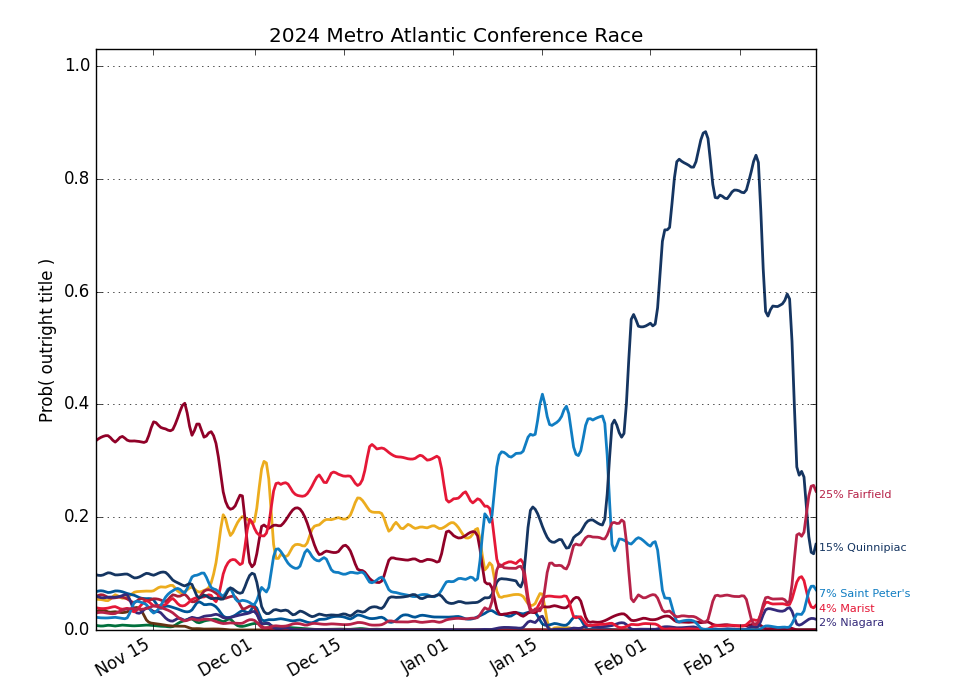 2024 Metro Atlantic Conference Race
Prob( outright title )
1.0
0.8
0.6
0.4
0.2
0.0
Nov 15
Dec 01
Dec 15
Jan 01
Jan 15
Feb 01
Feb 15
25% Fairfield
15% Quinnipiac
7% Saint Peter's
4% Marist
2% Niagara